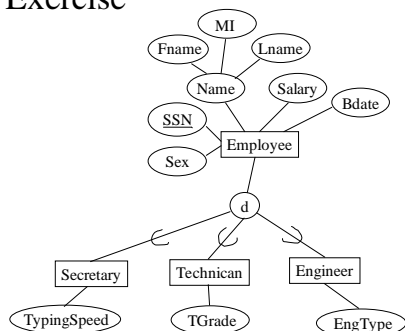 Exercise
MI
Fname
Lname
Name
Salary
Bdate
SSN
Employee
Sex
d
Secretary
Technican
Engineer
TypingSpeed
TGrade
EngType